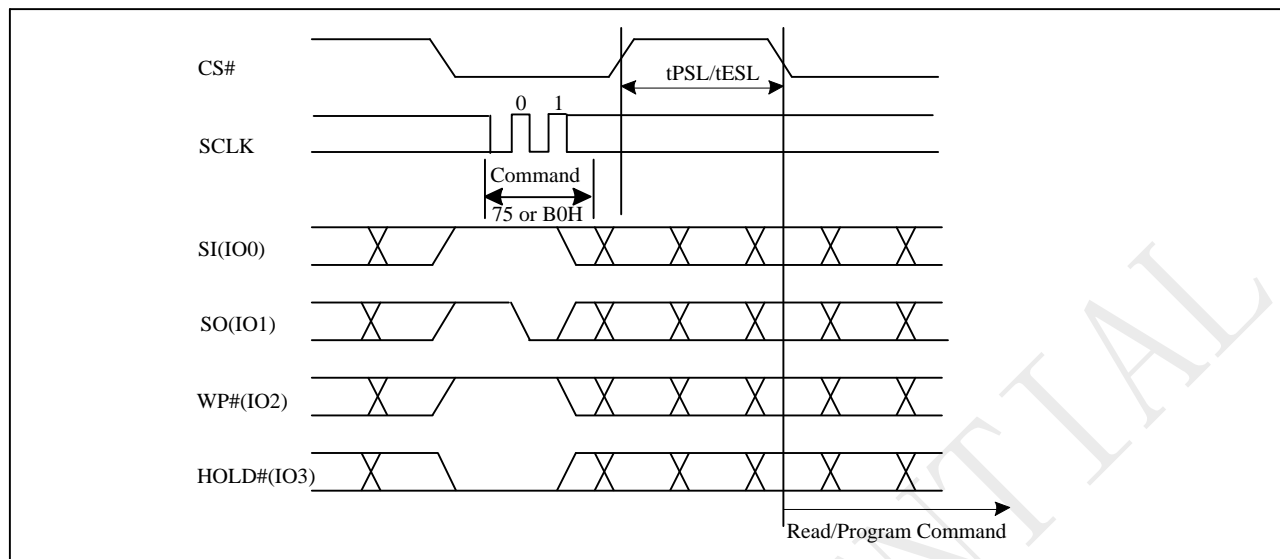 CS#
tPSL/tESL
0 1
SCLK
Command
75 or B0H
SI(IO0)
SO(IO1)
WP#(IO2)
HOLD#(IO3)
Read/Program Command
NTIAL